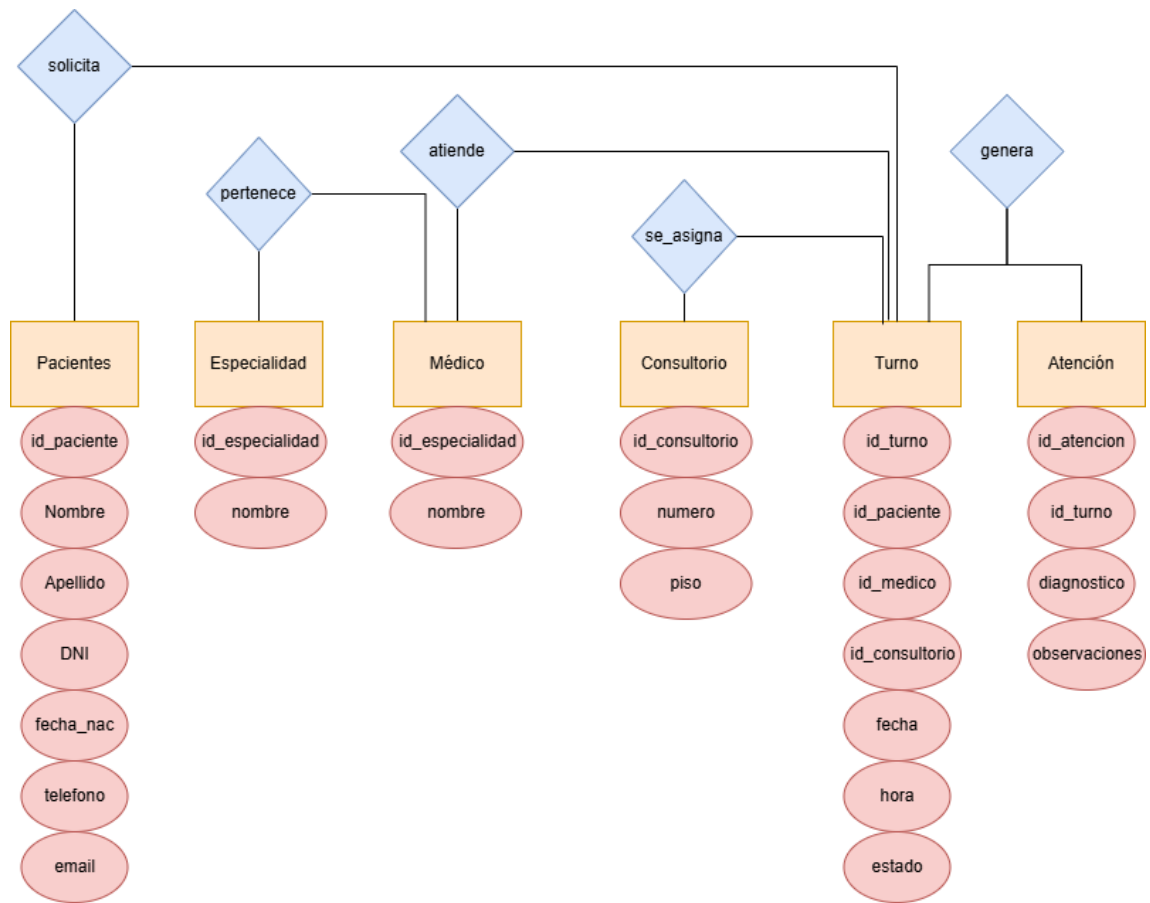 solicita
atiende
genera
pertenece
se_asigna
Pacientes
Especialidad
Médico
Consultorio
Turno
Atención
id_paciente
Nombre
Apellido
DNI
fecha_nac
telefono
email
id_especialidad
nombre
id_especialidad
nombre
id_consultorio
numero
piso
id_turno
id_paciente
id_medico
id_consultorio
fecha
hora
estado
id_atencion
id_turno
diagnostico
observaciones